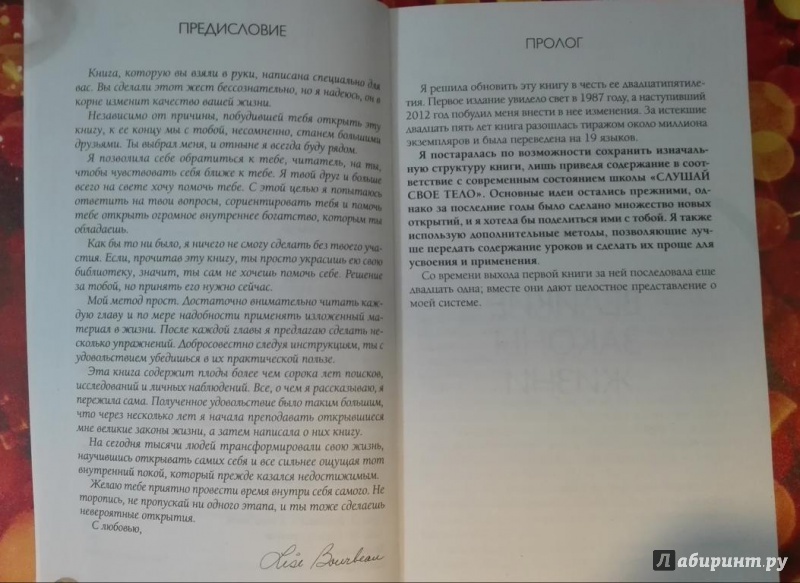 ПРЕДИСЛОВИЕ
Книга, которую вы взяли в руки, написана специально для
вас. Вы сделали этот жест бессознательно, но я надеюсь, он в
корне изменит качество вашей жизни.
Независимо от причины, побудившей тебя открыть эту
книгу, к ее концу мы с тобой, несомненно, станем большими
друзьями. Ты выбрал меня, и отныне я всегда буду рядом.
Я позволила себе обратиться к тебе, читатель, на ты,
чтобы чувствовать себя ближе к тебе. Я твой друг и больше
всего на свете хочу помочь тебе. С этой целью я попытаюсь
ответить на твои вопросы, сориентировать тебя и помочь
тебе открыть огромное внутреннее богатство, которым ты
обладаешь.
Как бы то ни было, я ничего не смогу сделать без твоего уча-
стия. Если, прочитав эту книгу, ты просто украсишь ею свою
библиотеку, значит, ты сам не хочешь помочь себе. Решение
за тобой, но принять его нужно сейчас.
Мой метод прост. Достаточно внимательно читать каж-
дую главу и по мере надобности применять изложенный ма-
териал в жизни. После каждой главы я предлагаю сделать не-
сколько упражнений. Добросовестно следуя инструкциям, ты с
удовольствием убедишься в их практической пользе.
Эта книга содержит плоды более чем сорока лет поисков,
исследований и личных наблюдений. Все, о чем я рассказываю, я
пережила сама. Полученное удовольствие было таким большим,
что через несколько лет я начала преподавать открывшиеся
мне великие законы жизни, а затем написала о них книгу.
На сегодня тысячи людей трансформировали свою жизнь,
научившись открывать самих себя и все сильнее ощущая тот
внутренний покой, который прежде казался недостижимым.
Желаю тебе приятно провести время внутри себя самого. Не
торопись, не пропускай ни одного этапа, и ты тоже сделаешь
невероятные открытия.
С любовью,
Lise Bourbeau
ПРОЛОГ
Я решила обновить эту книгу в честь ее двадцатипятиле-
тия. Первое издание увидело свет в 1987 году, а наступивший
2012 год побудил меня внести в нее изменения. За истекшие
двадцать пять лет книга разошлась тиражом около миллиона
экземпляров и была переведена на 19 языков.
Я постаралась по возможности сохранить изначаль-
ную структуру книги, лишь приведя содержание в соот-
ветствие с современным состоянием школы «СЛУШАЙ
СВОЕ ТЕЛО». Основные идеи остались прежними, од-
нако за последние годы было сделано множество новых
открытий, и я хотела бы поделиться ими с тобой. Я также
использую дополнительные методы, позволяющие луч-
ше передать содержание уроков и сделать их проще для
усвоения и применения.
Со времени выхода первой книги за ней последовала еще
двадцать одна; вместе они дают целостное представление о
моей системе.
Лабиринт.ру